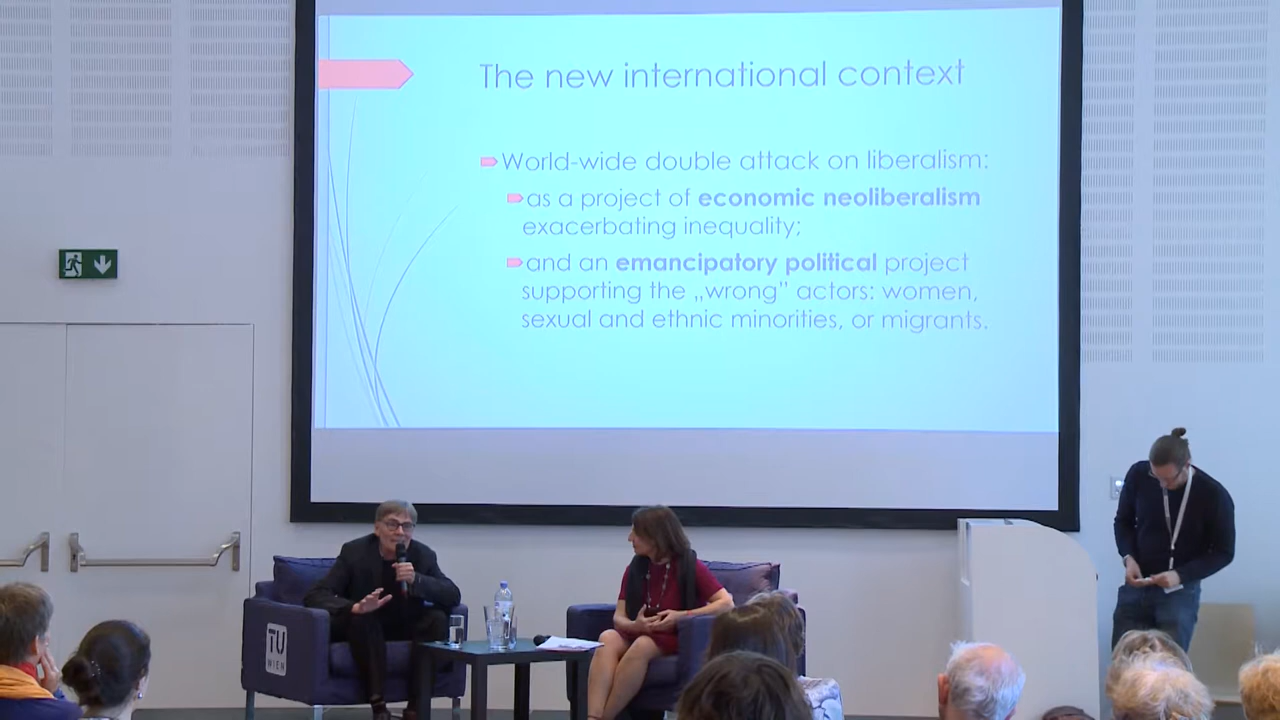 The new international context
World-wide double attack on liberalism:
as a project of economic neoliberalism
exacerbating inequality;
and an emancipatory political project
supporting the „wrong” actors: women,
sexual and ethnic minorities, or migrants.
TU
WIEN